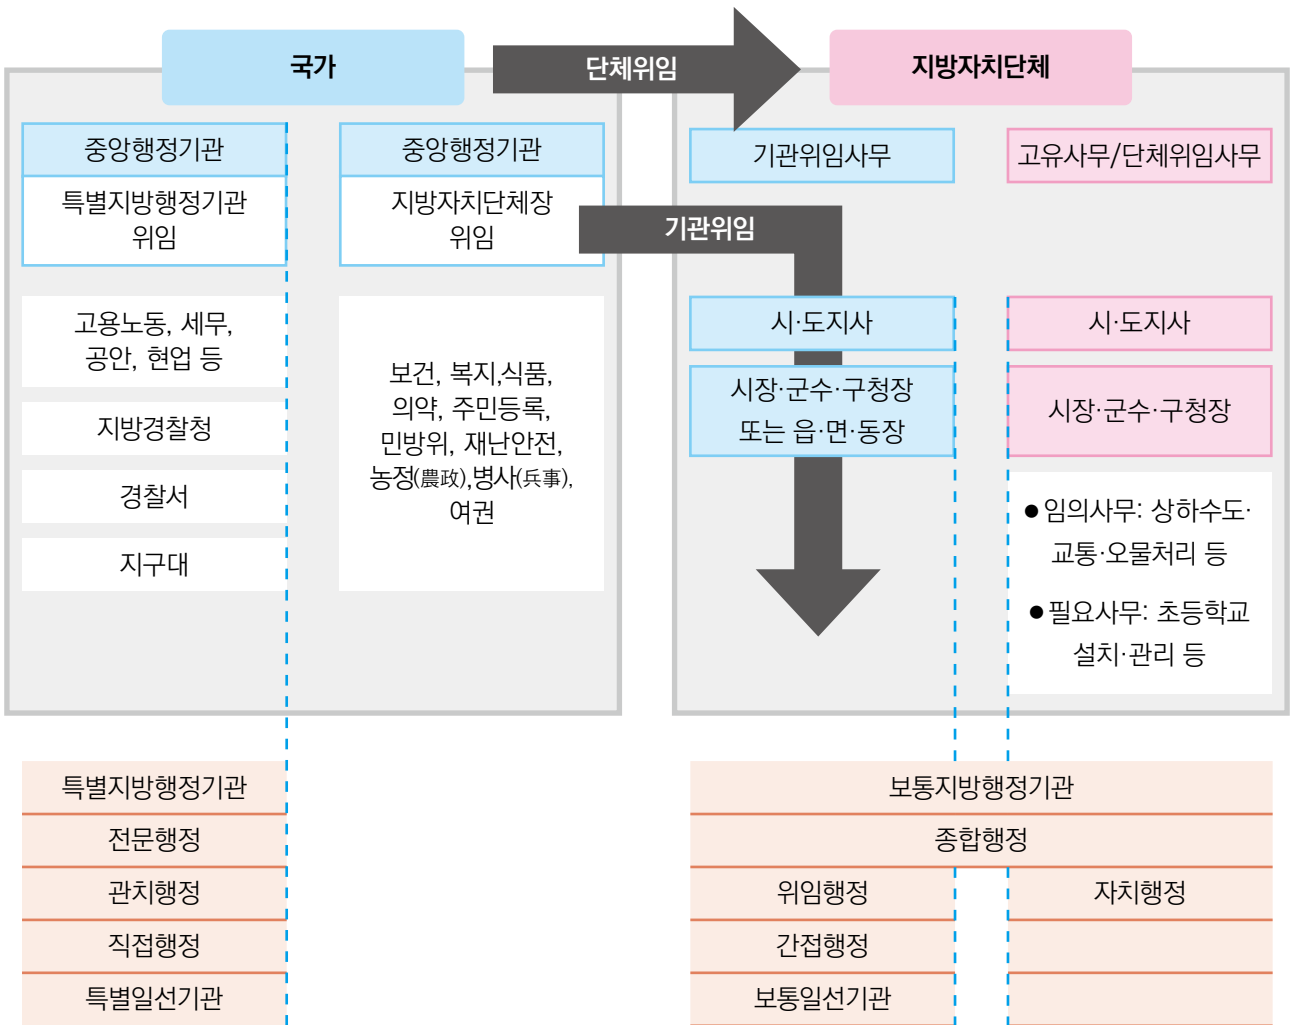 국가
단체위임
지방자치단체
중앙행정기관
특별지방행정기관
위임
고용노동, 세무,
공안, 현업 등
지방경찰청
경찰서
지구대
중앙행정기관
지방자치단체장
위임
기관위임
보건, 복지,식품,
의약, 주민등록,
민방위, 재난안전,
농정(農政),병사(兵事),
여권
기관위임사무
시·도지사
시장·군수·구청장
또는 읍·면·동장
고유사무/단체위임사무
시·도지사
시장·군수·구청장
●임의사무: 상하수도·
교통·오물처리 등
●필요사무: 초등학교
설치·관리 등
특별지방행정기관
전문행정
관치행정
직접행정
특별일선기관
보통지방행정기관
종합행정
위임행정
자치행정
간접행정
보통일선기관